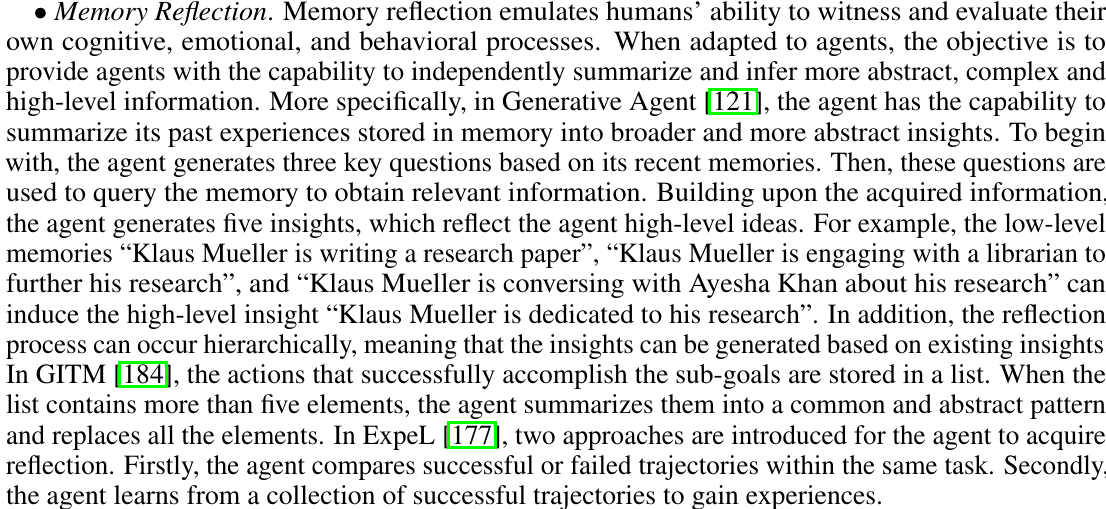 • Memory Reflection. Memory reflection emulates humans’ ability to witness and evaluate their
own cognitive, emotional, and behavioral processes. When adapted to agents, the objective is to
provide agents with the capability to independently summarize and infer more abstract, complex and
high-level information. More specifically, in Generative Agent [121], the agent has the capability to
summarize its past experiences stored in memory into broader and more abstract insights. To begin
with, the agent generates three key questions based on its recent memories. Then, these questions are
used to query the memory to obtain relevant information. Building upon the acquired information,
the agent generates five insights, which reflect the agent high-level ideas. For example, the low-level
memories “Klaus Mueller is writing a research paper”, “Klaus Mueller is engaging with a librarian to
further his research”, and “Klaus Mueller is conversing with Ayesha Khan about his research” can
induce the high-level insight “Klaus Mueller is dedicated to his research”. In addition, the reflection
process can occur hierarchically, meaning that the insights can be generated based on existing insights
In GITM [184], the actions that successfully accomplish the sub-goals are stored in a list. When the
list contains more than five elements, the agent summarizes them into a common and abstract pattern
and replaces all the elements. In ExpeL [177], two approaches are introduced for the agent to acquire
reflection. Firstly, the agent compares successful or failed trajectories within the same task. Secondly,
the agent learns from a collection of successful trajectories to gain experiences.